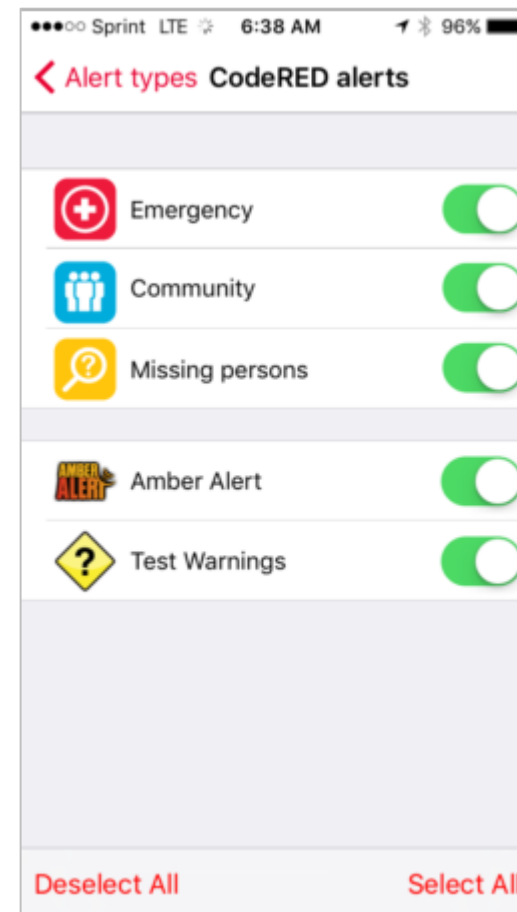 Sprint LTE 6:38 AM 96%
Alert types CodeRED alerts
Emergency
Community
Missing persons
AMBER ALERT Amber Alert
? Test Warnings
Deselect All Select All